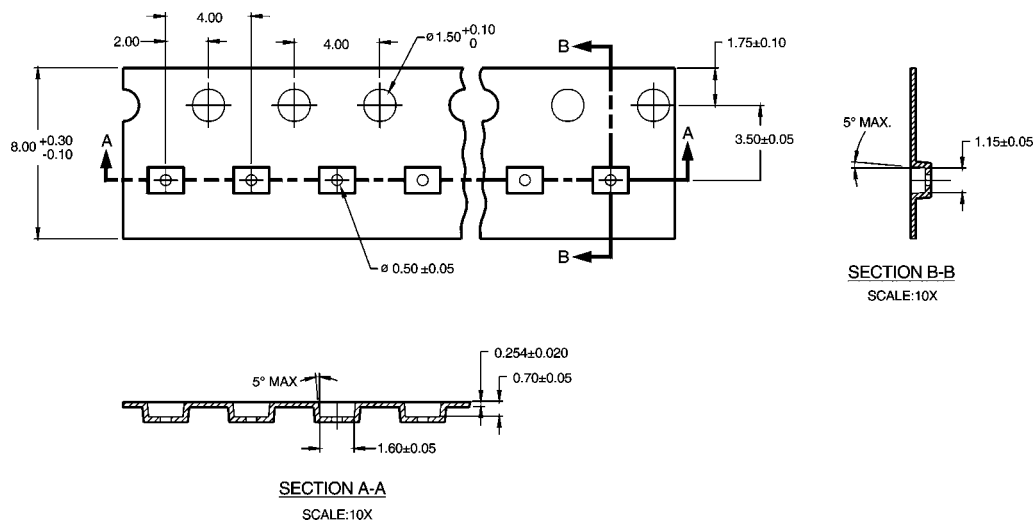 4.00
2.00
4.00
ø1.50 +0.10
0
B
1.75±0.10
8.00 +0.30
-0.10
A
A
3.50±0.05
5° MAX.
1.15±0.05
B
ø 0.50 ±0.05
SECTION B-B
SCALE:10X
0.254±0.020
5° MAX
0.70±0.05
1.60±0.05
SECTION A-A
SCALE:10X